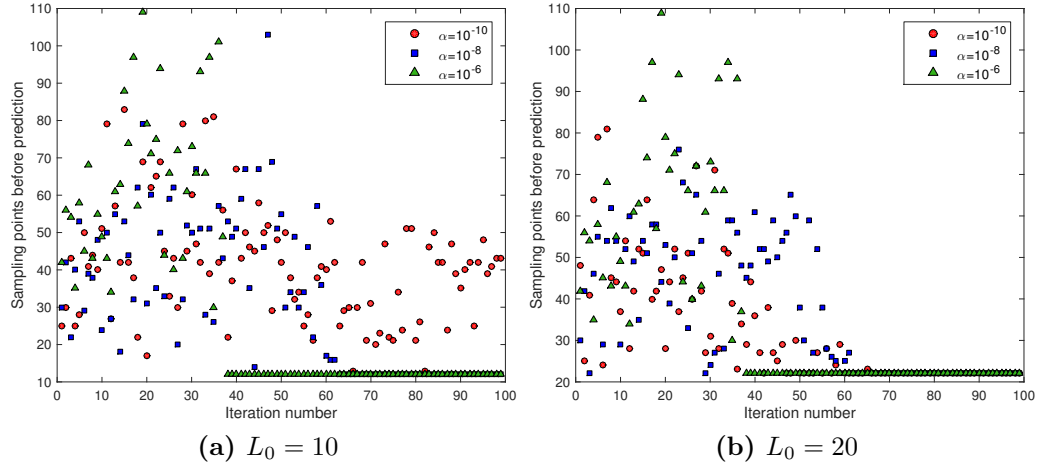 110
100
90
80
70
60
50
40
30
20
10
0 10 20 30 40 50 60 70 80 90 100
Sampling points before prediction
Iteration number
α=10⁻¹⁰
α=10⁻⁸
α=10⁻⁶
(a) L₀ = 10
110
100
90
80
70
60
50
40
30
20
0 10 20 30 40 50 60 70 80 90 100
Sampling points before prediction
Iteration number
α=10⁻¹⁰
α=10⁻⁸
α=10⁻⁶
(b) L₀ = 20